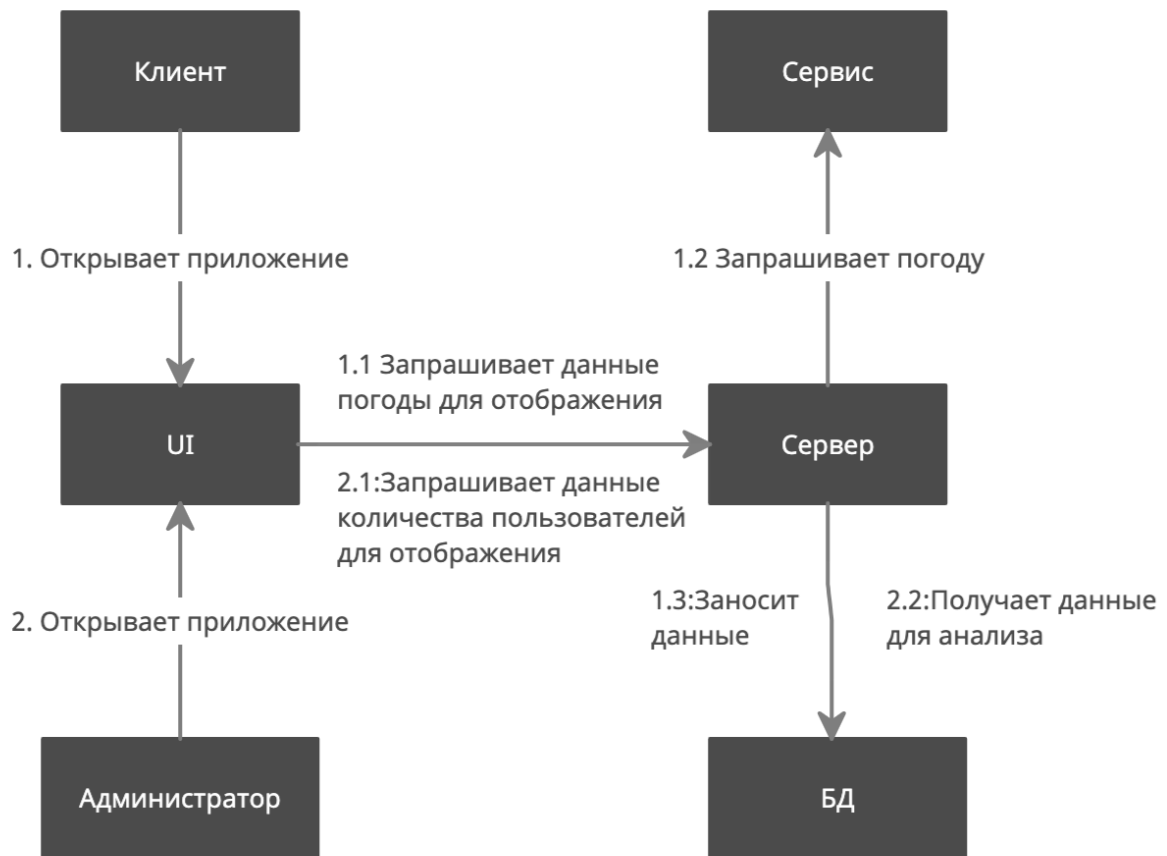 Клиент
Сервис
1. Открывает приложение
1.2 Запрашивает погоду
1.1 Запрашивает данные
погоды для отображения
UI
Сервер
2.1:Запрашивает данные
количества пользователей
для отображения
2. Открывает приложение
1.3:Заносит
данные
2.2:Получает данные
для анализа
Администратор
БД